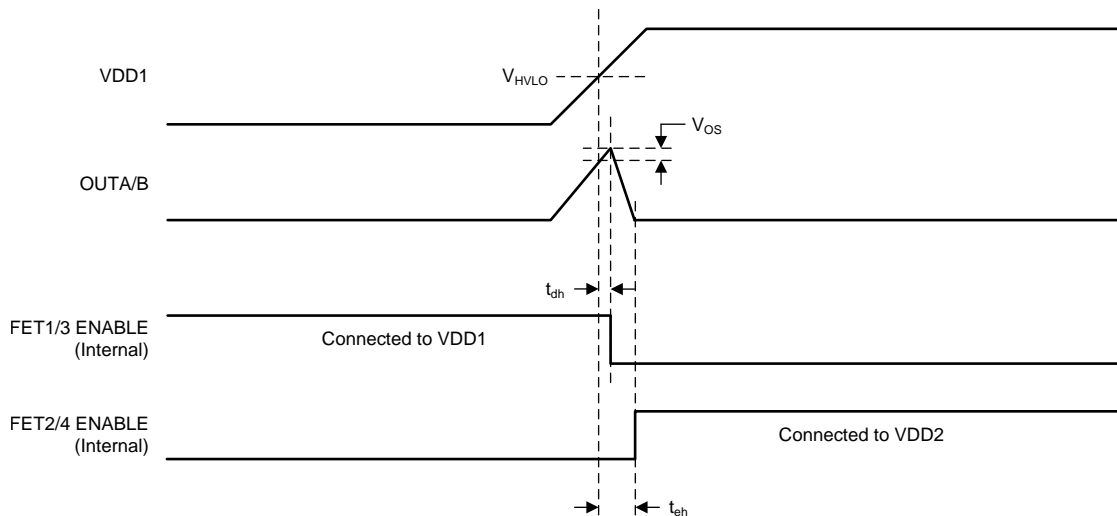 VDD1
V_HVLO
V_OS
OUTA/B
t_dh
FET1/3 ENABLE
(Internal)
Connected to VDD1
FET2/4 ENABLE
(Internal)
Connected to VDD2
t_eh